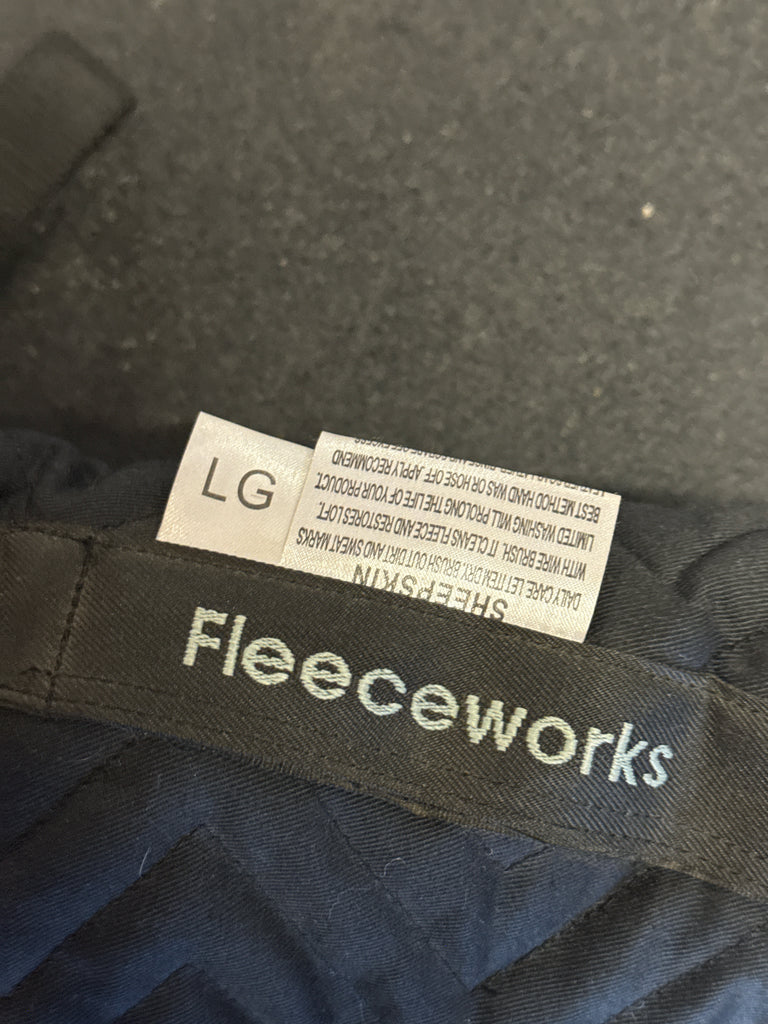 LG
SHEEPSKIN
DAILY CARE LET ITEM DRY. BRUSH OUT DIRT AND SWEAT MARKS
WITH WIRE BRUSH. IT CLEANS FLEECE AND RESTORES LOFT.
LIMITED WASHING WILL PROLONG THE LIFE OF YOUR PRODUCT.
BEST METHOD HAND WAS OR HOSE OFF. APPLY RECOMMEND
Fleeceworks